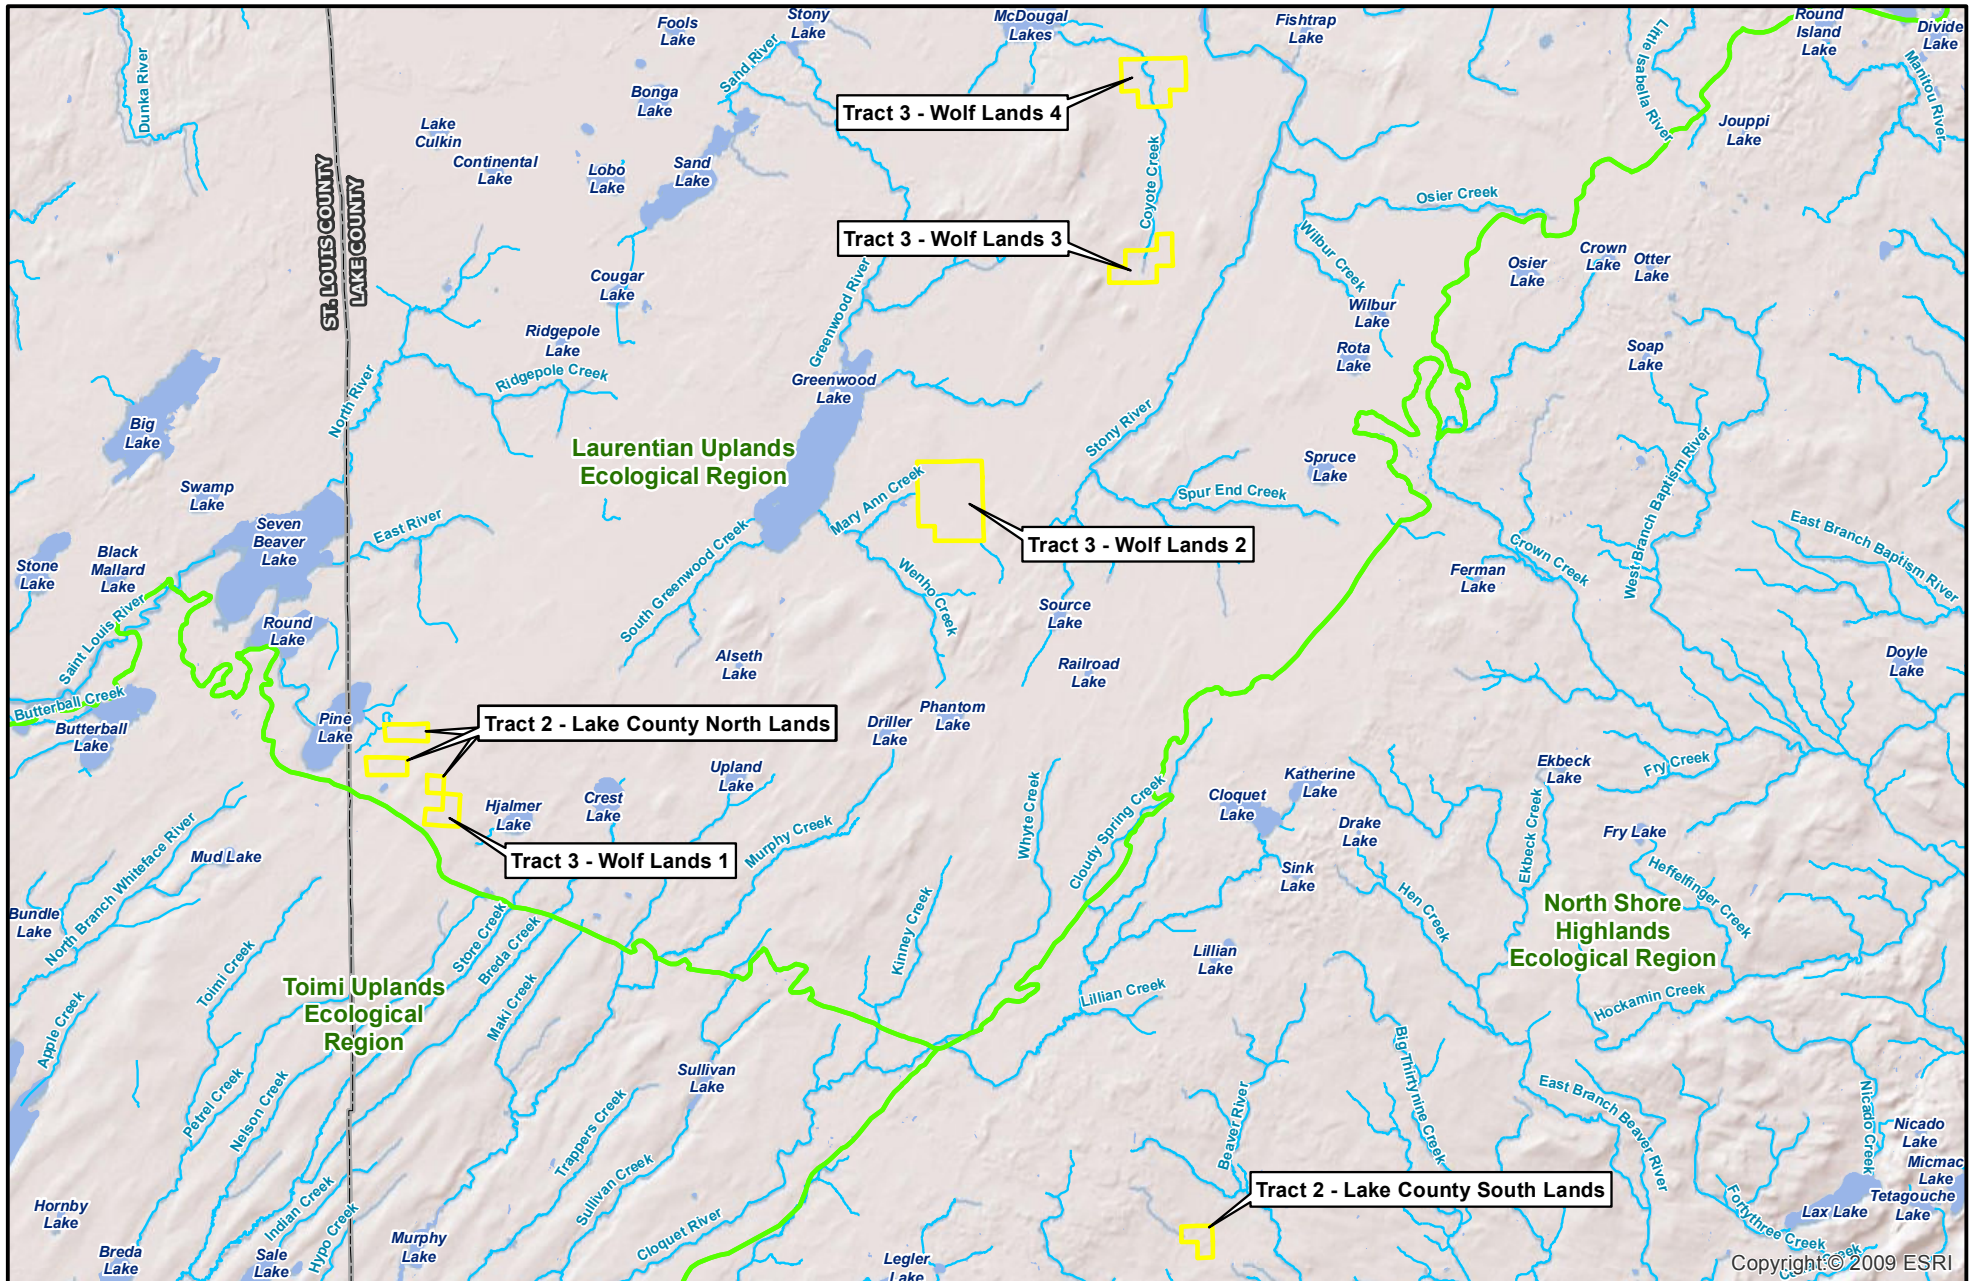 Fools
Lake
Stony
Lake
McDougal
Lakes
Fishtrap
Lake
Round
Island
Lake
Divide
Lake
Dunka River
Sand River
Little Isabella River
Manitou River
Bonga
Lake
Tract 3 - Wolf Lands 4
Jouppi
Lake
Lake
Culkin
Continental
Lake
Lobo
Lake
Sand
Lake
Coyote Creek
Osier Creek
ST. LOUIS COUNTY
LAKE COUNTY
Tract 3 - Wolf Lands 3
Wilbur Creek
Crown
Lake
Otter
Lake
Osier
Lake
Cougar
Lake
Greenwood River
Wilbur
Lake
Ridgepole
Lake
Rota
Lake
Soap
Lake
Ridgepole Creek
North River
Greenwood
Lake
Big
Lake
Stony River
Laurentian Uplands
Ecological Region
Spruce
Lake
West Branch Baptism River
Swamp
Lake
Mary Ann Creek
Spur End Creek
Seven
Beaver
Lake
East River
South Greenwood Creek
Tract 3 - Wolf Lands 2
East Branch Baptism River
Crown Creek
Stone
Lake
Black
Mallard
Lake
Wenho Creek
Ferman
Lake
Saint Louis River
Round
Lake
Source
Lake
Alseth
Lake
Railroad
Lake
Doyle
Lake
Butterball Creek
Butterball
Lake
Pine
Lake
Tract 2 - Lake County North Lands
Driller
Lake
Phantom
Lake
Upland
Lake
Katherine
Lake
Ekbeck
Lake
Fry Creek
Hjalmer
Lake
Crest
Lake
Cloquet
Lake
Whyte Creek
Cloudy Spring Creek
Drake
Lake
Ekbeck Creek
Fry Lake
North Branch Whiteface River
Mud Lake
Murphy Creek
Tract 3 - Wolf Lands 1
Sink
Lake
Heffelfinger Creek
Bundle
Lake
Hen Creek
North Shore
Highlands
Ecological Region
Store Creek
Breda Creek
Kinney Creek
Lillian
Lake
Toimi Creek
Toimi Uplands
Ecological
Region
Maki Creek
Lillian Creek
Hockamin Creek
Apple Creek
Big Thirtynine Creek
Sullivan
Lake
Petrel Creek
Nelson Creek
Trappers Creek
Beaver River
East Branch Beaver River
Nicado Creek
Nicado
Lake
Micmac
Lake
Tetagouche
Lake
Sullivan Creek
Tract 2 - Lake County South Lands
Hornby
Lake
Indian Creek
Hypo Creek
Fortythree Creek
Lax Lake
Breda
Lake
Sale
Lake
Murphy
Lake
Cloquet River
Legler
Lake
Copyright:© 2009 ESRI